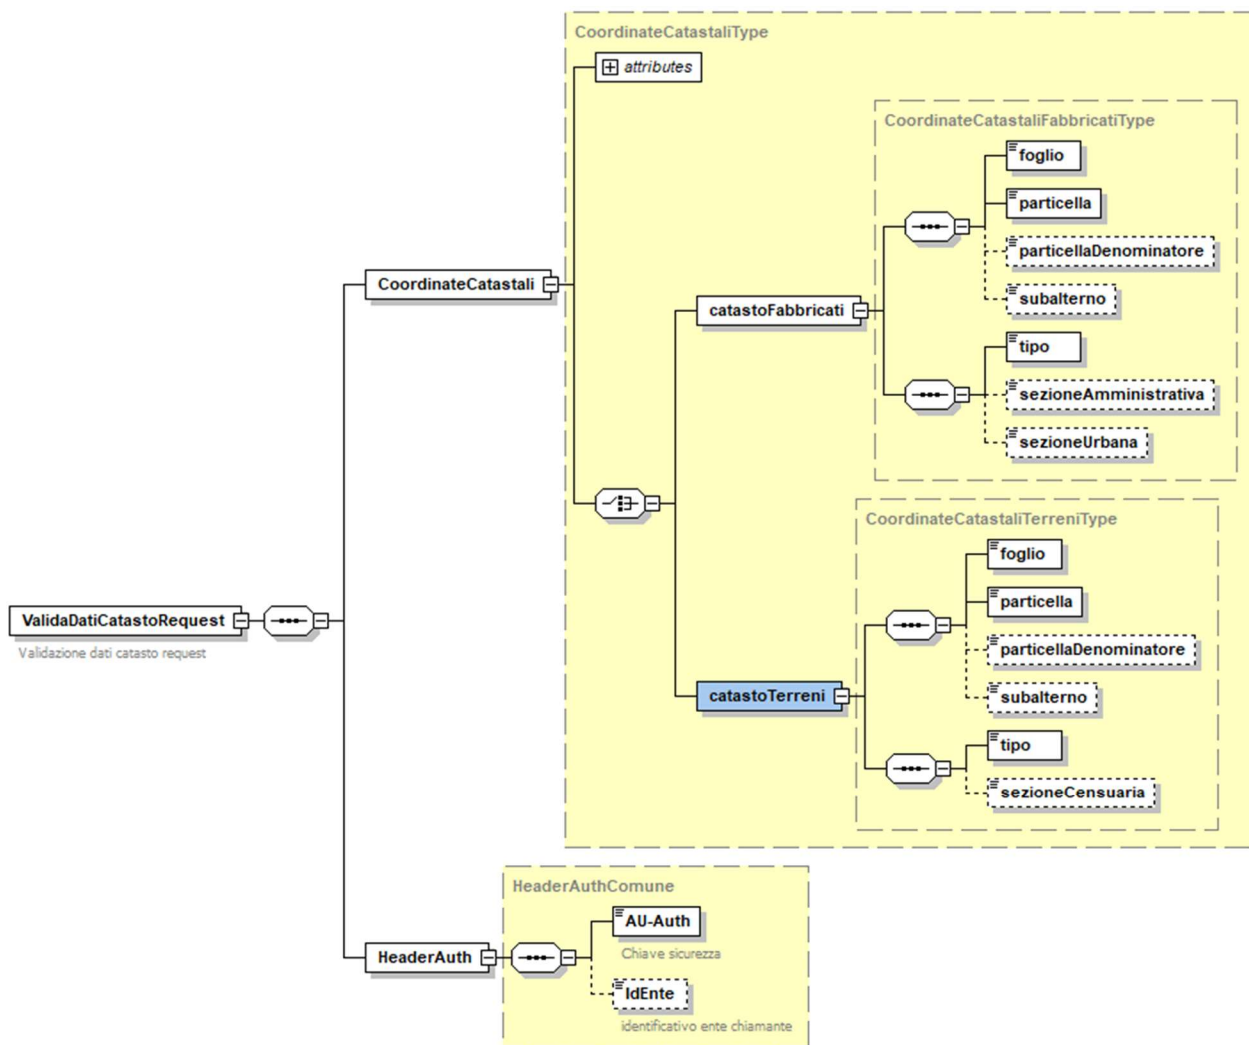 CoordinateCatastaliType
attributes
CoordinateCatastaliFabbricatiType
foglio
particella
particellaDenominatore
CoordinateCatastali
subalterno
catastoFabbricati
tipo
sezioneAmministrativa
sezioneUrbana
CoordinateCatastaliTerreniType
foglio
particella
ValidaDatiCatastoRequest
Validazione dati catasto request
particellaDenominatore
catastoTerreni
subalterno
tipo
sezioneCensuaria
HeaderAuthComune
AU-Auth
Chiave sicurezza
HeaderAuth
IdEnte
identificativo ente chiamante